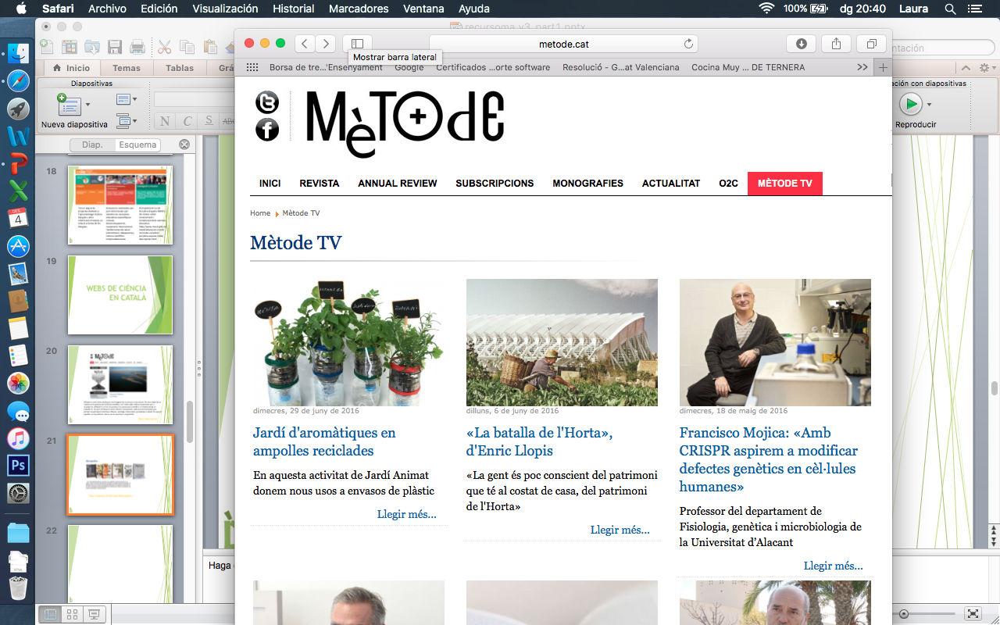 Safari Archivo Edición Visualización Historial Marcadores Ventana Ayuda 100% dg 20:40 Laura
recursoma v3 part1.pptx
metode.cat
Mostrar barra lateral
Borsa de tre...'Ensenyament Google Certificados ...orte software Resolució - G...at Valenciana Cocina Muy ... DE TERNERA
Inicio Temas Tablas Grá
Diapositivas
Nueva diapositiva
N C S ABC
ación con diapositivas
Reproducir
Diap. Esquema
18
19
WEBS DE CIÈNCIA
EN CATALÀ
20
21
22
DES
4
Ps
Haga
MèTOdE
INICI REVISTA ANNUAL REVIEW SUBSCRIPCIONS MONOGRAFIES ACTUALITAT O2C MÈTODE TV
Home Mètode TV
Mètode TV
dimecres, 29 de juny de 2016
Jardí d'aromàtiques en
ampolles reciclades
En aquesta activitat de Jardí Animat
donem nous usos a envasos de plàstic
Llegir més...
dilluns, 6 de juny de 2016
«La batalla de l'Horta»,
d'Enric Llopis
«La gent és poc conscient del patrimoni
que té al costat de casa, del patrimoni
de l'Horta»
Llegir més...
dimecres, 18 de maig de 2016
Francisco Mojica: «Amb
CRISPR aspirem a modificar
defectes genètics en cèl·lules
humanes»
Professor del departament de
Fisiologia, genètica i microbiologia de
la Universitat d'Alacant
Llegir més...